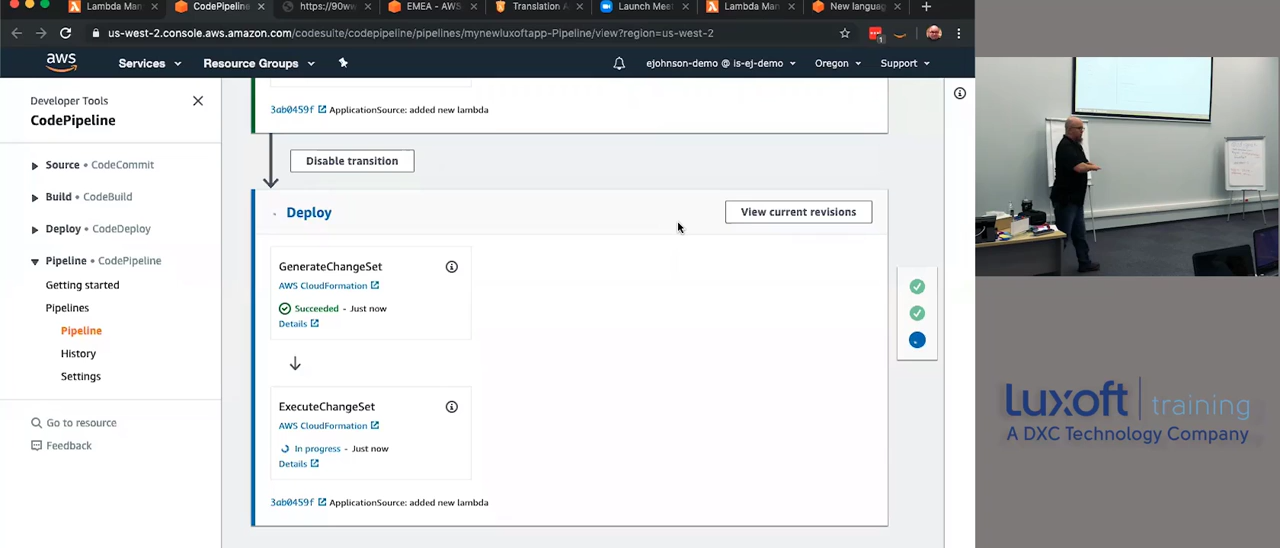 Lambda Man
CodePipeline
https://90w
EMEA - AWS
Translation A
Launch Meet
Lambda Man
New languag
us-west-2.console.aws.amazon.com/codesuite/codepipeline/pipelines/mynewluxoftapp-Pipeline/view?region=us-west-2
1
aws
Services
Resource Groups
ejohnson-demo @ is-ej-demo
Oregon
Support
Developer Tools
CodePipeline
Source • CodeCommit
Build • CodeBuild
Deploy • CodeDeploy
Pipeline • CodePipeline
Getting started
Pipelines
Pipeline
History
Settings
Go to resource
Feedback
3ab0459f ApplicationSource: added new lambda
Disable transition
Deploy
View current revisions
GenerateChangeSet
AWS CloudFormation
Succeeded - Just now
Details
ExecuteChangeSet
AWS CloudFormation
In progress - Just now
Details
3ab0459f ApplicationSource: added new lambda
luxoft training
A DXC Technology Company